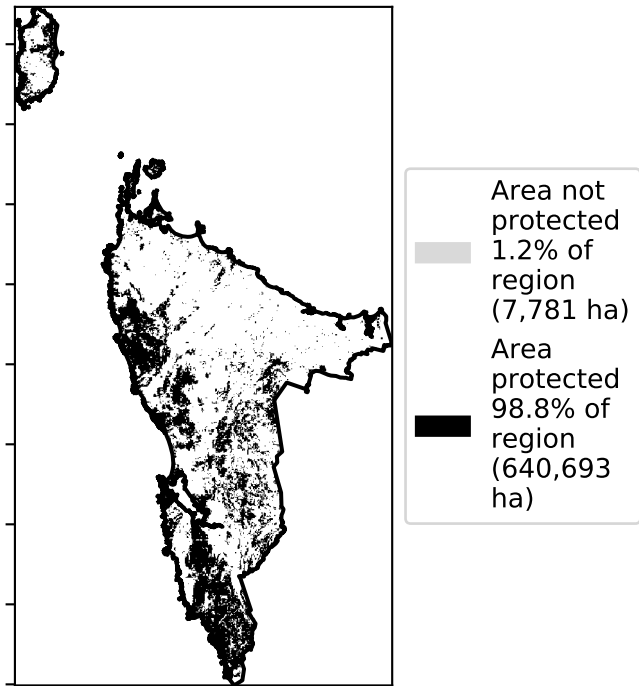 Area not
protected
1.2% of
region
(7,781 ha)
Area
protected
98.8% of
region
(640,693
ha)